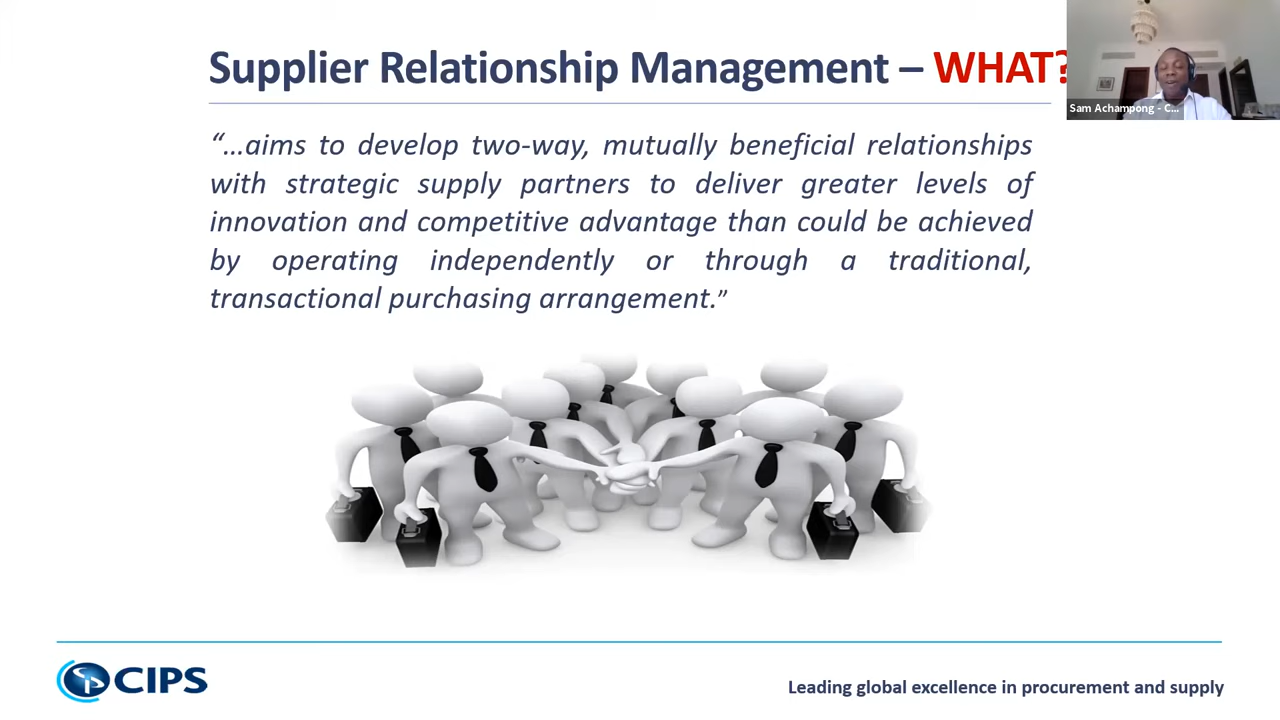 Supplier Relationship Management – WHAT?
Sam Achampong - C...
“...aims to develop two-way, mutually beneficial relationships
with strategic supply partners to deliver greater levels of
innovation and competitive advantage than could be achieved
by operating independently or through a traditional,
transactional purchasing arrangement.”
CIPS
Leading global excellence in procurement and supply